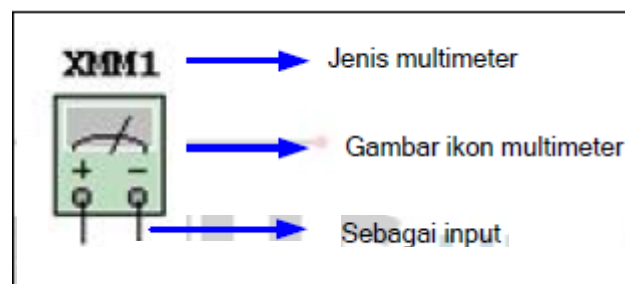 XMM1 Jenis multimeter
Gambar ikon multimeter
+ -
Sebagai input